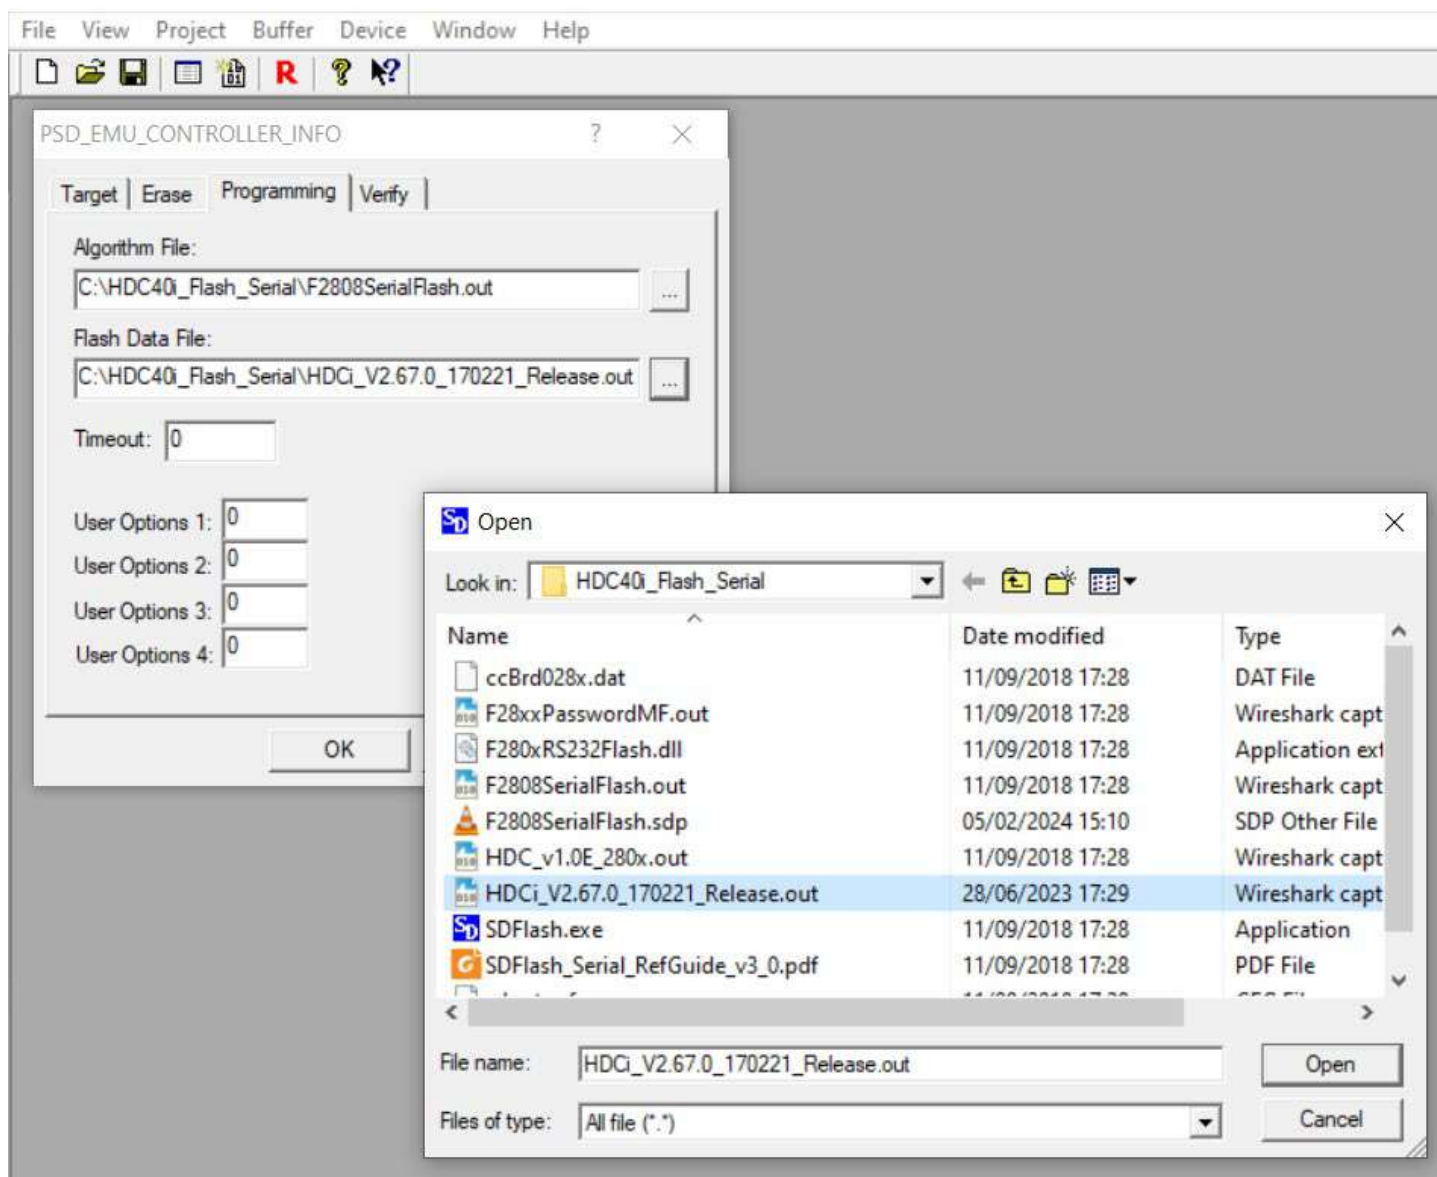 File View Project Buffer Device Window Help
R
PSD_EMU_CONTROLLER_INFO ? ×
Target Erase Programming Verify
Algorithm File:
C:\HDC40i_Flash_Serial\F2808SerialFlash.out ...
Flash Data File:
C:\HDC40i_Flash_Serial\HDCi_V2.67.0_170221_Release.out ...
Timeout: 0
User Options 1: 0
User Options 2: 0
User Options 3: 0
User Options 4: 0
OK
SD Open
Look in: HDC40i_Flash_Serial
Name Date modified Type
ccBrd028x.dat 11/09/2018 17:28 DAT File
F28xxPasswordMF.out 11/09/2018 17:28 Wireshark capt
F280xRS232Flash.dll 11/09/2018 17:28 Application ext
F2808SerialFlash.out 11/09/2018 17:28 Wireshark capt
F2808SerialFlash.sdp 05/02/2024 15:10 SDP Other File
HDC_v1.0E_280x.out 11/09/2018 17:28 Wireshark capt
HDCi_V2.67.0_170221_Release.out 28/06/2023 17:29 Wireshark capt
SDFlash.exe 11/09/2018 17:28 Application
SDFlash_Serial_RefGuide_v3_0.pdf 11/09/2018 17:28 PDF File
File name: HDCi_V2.67.0_170221_Release.out Open
Files of type: All file (*.*) Cancel